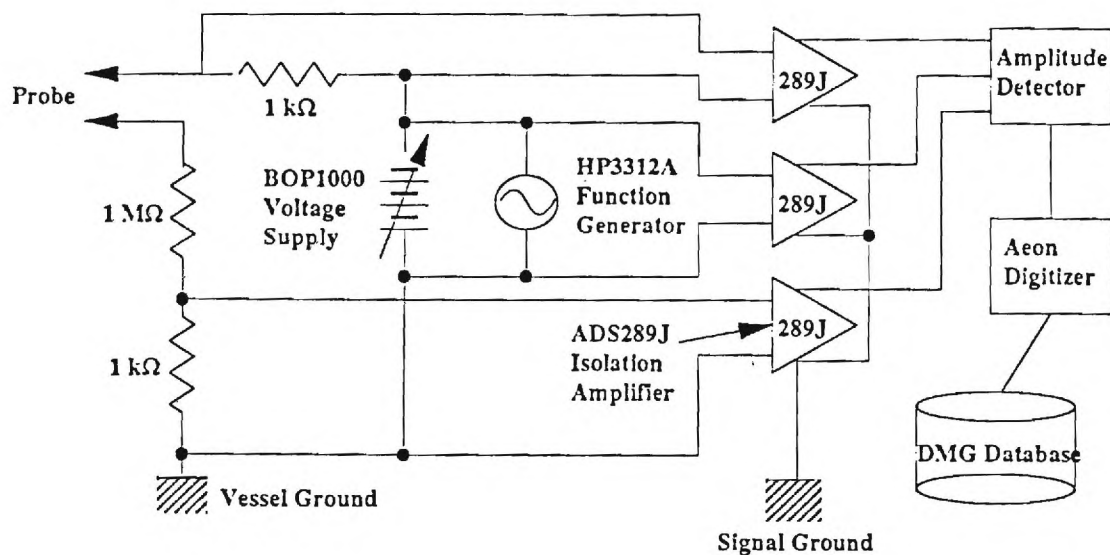 Probe
1 kΩ
1 MΩ
1 kΩ
BOP1000
Voltage
Supply
HP3312A
Function
Generator
289J
289J
289J
ADS289J
Isolation
Amplifier
Amplitude
Detector
Aeon
Digitizer
DMG Database
Vessel Ground
Signal Ground